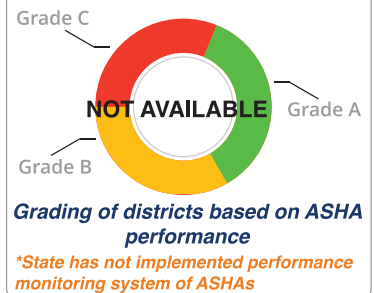 Grade C
NOT AVAILABLE
Grade A
Grade B
Grading of districts based on ASHA
performance
*State has not implemented performance
monitoring system of ASHAs